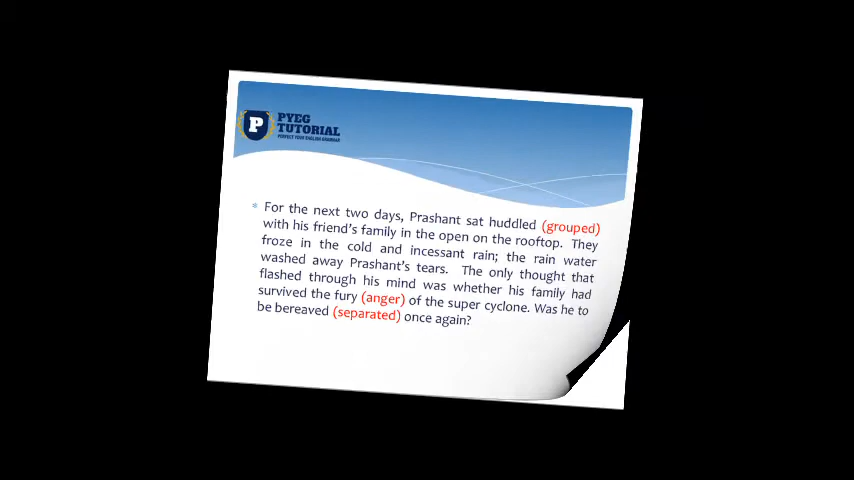 PYEG
TUTORIAL
PERFECT YOUR ENGLISH GRAMMAR
For the next two days, Prashant sat huddled (grouped)
with his friend's family in the open on the rooftop. They
froze in the cold and incessant rain; the rain water
washed away Prashant's tears. The only thought that
flashed through his mind was whether his family had
survived the fury (anger) of the super cyclone. Was he to
be bereaved (separated) once again?